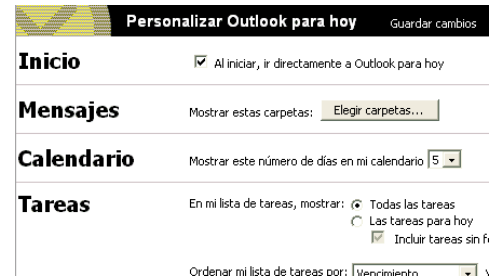 Personalizar Outlook para hoy Guardar cambios
Inicio Al iniciar, ir directamente a Outlook para hoy
Mensajes Mostrar estas carpetas: Elegir carpetas...
Calendario Mostrar este número de días en mi calendario 5
Tareas En mi lista de tareas, mostrar: Todas las tareas
Las tareas para hoy
Incluir tareas sin
Ordenar mi lista de tareas por: Vencimiento